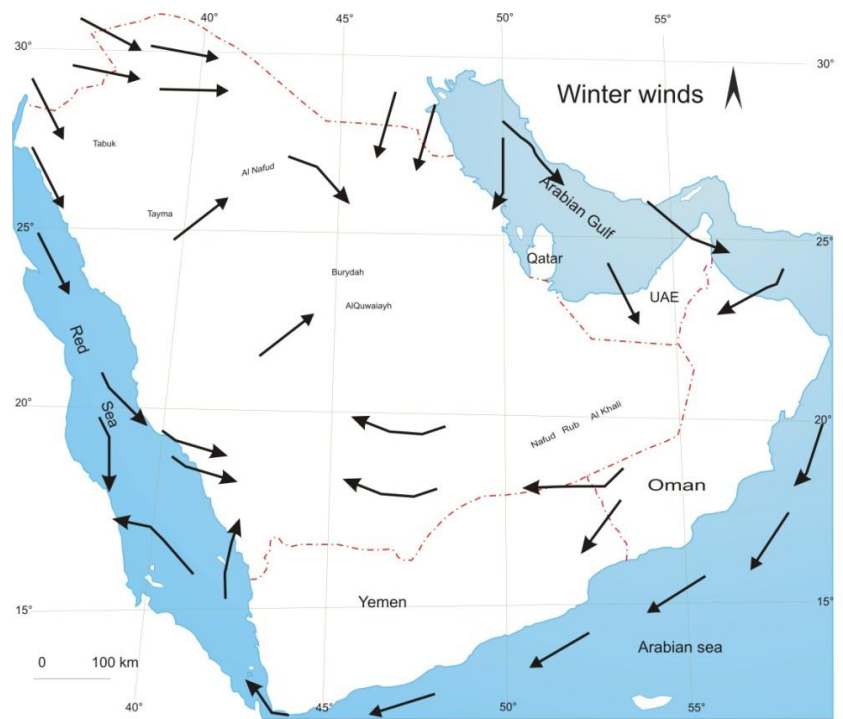 40°
45°
50°
55°
30°
30°
Winter winds
Tabuk
Al Nafud
Arabian Gulf
Tayma
25°
25°
Qatar
Burydah
UAE
AlQuwaiayh
Red
Sea
20°
20°
Nafud Rub Al Khali
Oman
15°
15°
Yemen
Arabian sea
0 100 km
40°
45°
50°
55°